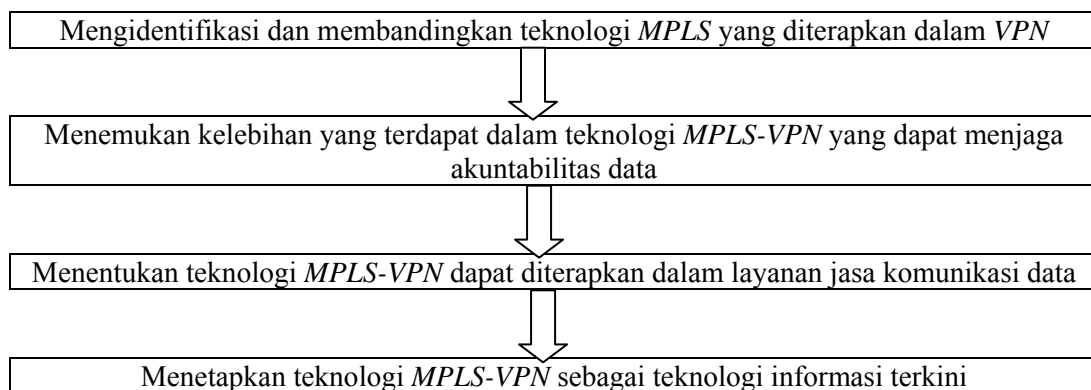 Mengidentifikasi dan membandingkan teknologi MPLS yang diterapkan dalam VPN
Menemukan kelebihan yang terdapat dalam teknologi MPLS-VPN yang dapat menjaga
akuntabilitas data
Menentukan teknologi MPLS-VPN dapat diterapkan dalam layanan jasa komunikasi data
Menetapkan teknologi MPLS-VPN sebagai teknologi informasi terkini